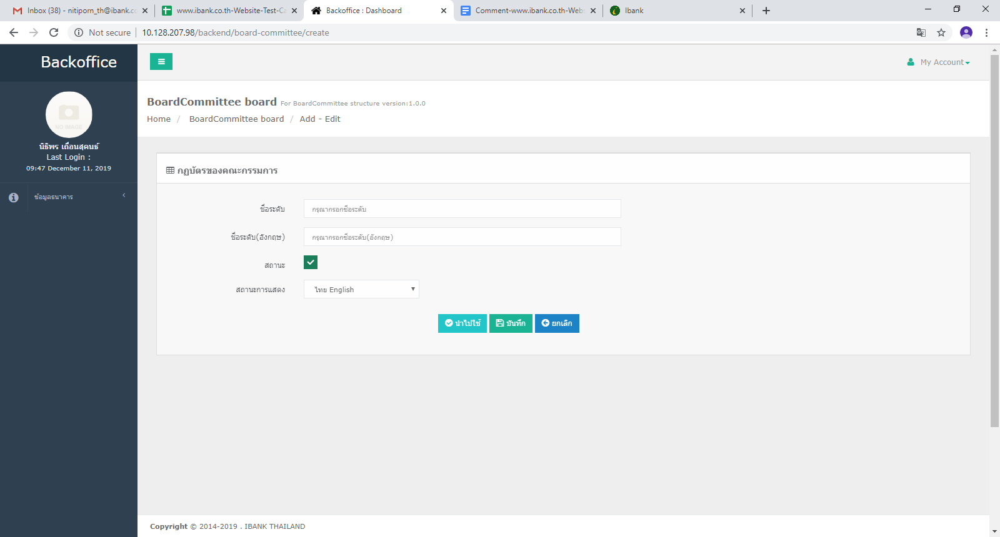 Inbox (38) - nitiporn_th@ibank.co
www.ibank.co.th-Website-Test-Ca
Backoffice : Dashboard
Comment-www.ibank.co.th-Webs
Ibank
Not secure
10.128.207.98/backend/board-committee/create
Backoffice
My Account
NO IMAGE
นิธิพร เถื่อนสุคนธ์
Last Login :
09:47 December 11, 2019
ข้อมูลธนาคาร
BoardCommittee board For BoardCommittee structure version:1.0.0
Home / BoardCommittee board / Add - Edit
กฏบัตรของคณะกรรมการ
ชื่อระดับ
กรุณากรอกชื่อระดับ
ชื่อระดับ(อังกฤษ)
กรุณากรอกชื่อระดับ(อังกฤษ)
สถานะ
สถานะการแสดง
ไทย English
นำไปใช้
บันทึก
ยกเลิก
Copyright © 2014-2019 . IBANK THAILAND